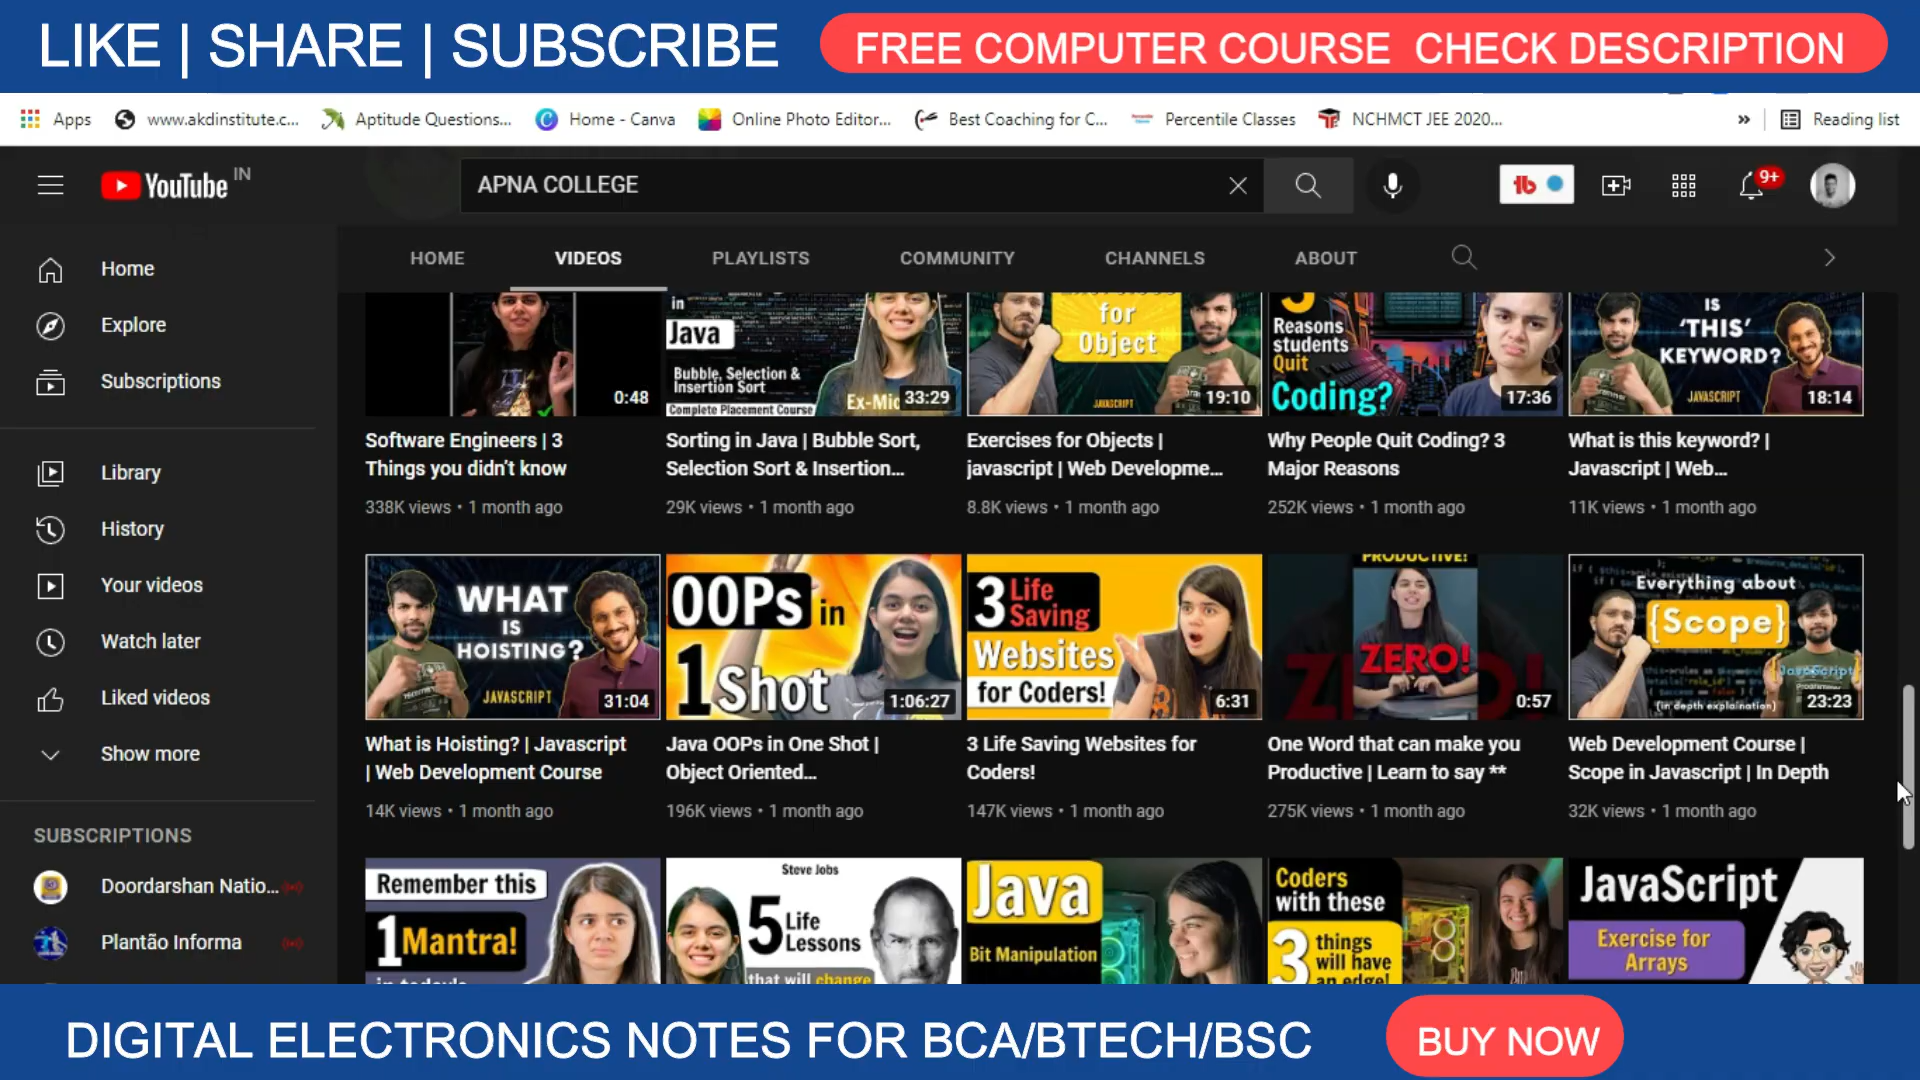 LIKE | SHARE | SUBSCRIBE
FREE COMPUTER COURSE CHECK DESCRIPTION
Apps
www.akdinstitute.c...
Aptitude Questions...
Home - Canva
Online Photo Editor...
Best Coaching for C...
Percentile Classes
NCHMCT JEE 2020...
»
Reading list
YouTube IN
APNA COLLEGE
9+
HOME
VIDEOS
PLAYLISTS
COMMUNITY
CHANNELS
ABOUT
Home
Explore
Subscriptions
Library
History
Your videos
Watch later
Liked videos
Show more
SUBSCRIPTIONS
Doordarshan Natio...
Plantão Informa
0:48
Software Engineers | 3
Things you didn't know
338K views • 1 month ago
in
Java
Bubble, Selection &
Insertion Sort
Complete Placement Course
33:29
Sorting in Java | Bubble Sort,
Selection Sort & Insertion...
29K views • 1 month ago
for
Object
JAVASCRIPT
19:10
Exercises for Objects |
javascript | Web Developme...
8.8K views • 1 month ago
Reasons
students
Quit
Coding?
17:36
Why People Quit Coding? 3
Major Reasons
252K views • 1 month ago
IS
'THIS'
KEYWORD?
JAVASCRIPT
18:14
What is this keyword? |
Javascript | Web...
11K views • 1 month ago
WHAT
IS
HOISTING?
JAVASCRIPT
31:04
What is Hoisting? | Javascript
| Web Development Course
14K views • 1 month ago
OOPs in
1 Shot
1:06:27
Java OOPs in One Shot |
Object Oriented...
196K views • 1 month ago
3 Life
Saving
Websites
for Coders!
6:31
3 Life Saving Websites for
Coders!
147K views • 1 month ago
PRODUCTIVE!
ZERO!
0:57
One Word that can make you
Productive | Learn to say **
275K views • 1 month ago
Everything about
{Scope}
JavaScript
(in depth explaination)
23:23
Web Development Course |
Scope in Javascript | In Depth
32K views • 1 month ago
Remember this
1 Mantra!
in today's
Steve Jobs
5 Life
Lessons
that will change
Java
Bit Manipulation
Coders
with these
3 things
will have
an edge!
JavaScript
Exercise for
Arrays
DIGITAL ELECTRONICS NOTES FOR BCA/BTECH/BSC
BUY NOW